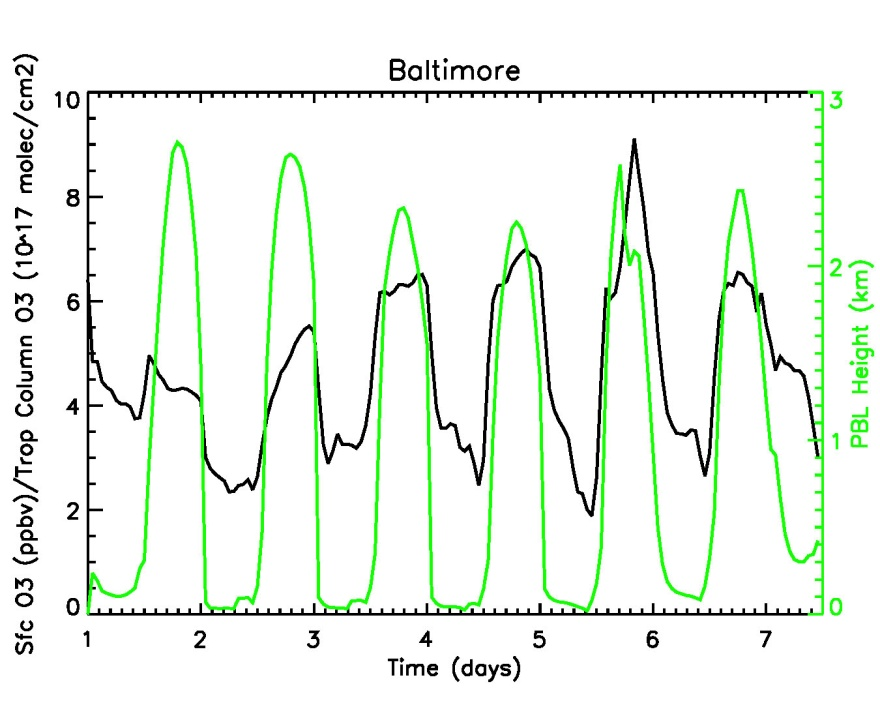 Baltimore
Sfc O3 (ppbv)/Trop Column O3 (10^17 molec/cm2)
10
8
6
4
2
0
3
2
1
0
PBL Height (km)
1 2 3 4 5 6 7
Time (days)